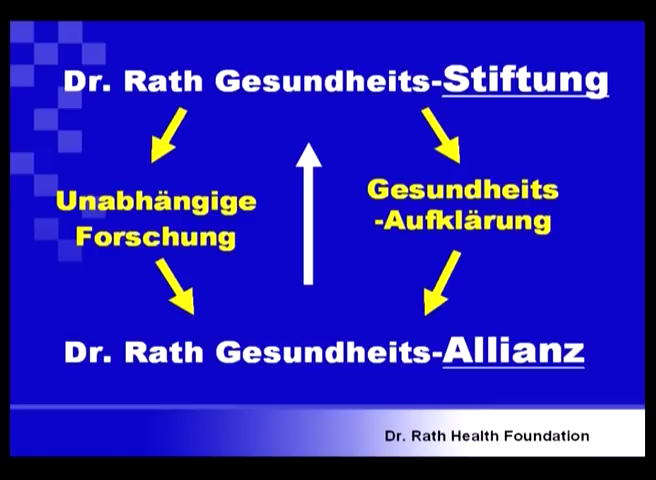 Dr. Rath Gesundheits-Stiftung
Unabhängige
Forschung
Gesundheits
-Aufklärung
Dr. Rath Gesundheits-Allianz
Dr. Rath Health Foundation